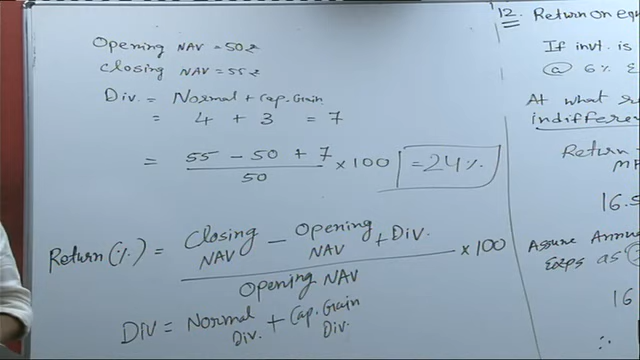 Opening NAV = 50₹
Closing NAV = 55₹
Div. = Normal + Cap. Gain
= 4 + 3 = 7
= 55 - 50 + 7 / 50 × 100 = 24%
Return (%) = Closing NAV - Opening NAV + Div. / Opening NAV × 100
DIV = Normal Div. + Cap. Gain Div.
12. Return on equ
If invt. is
@ 6% E
At what
indiffere
Return
MF
16.5
Assume Annu
Exps as
16
∴